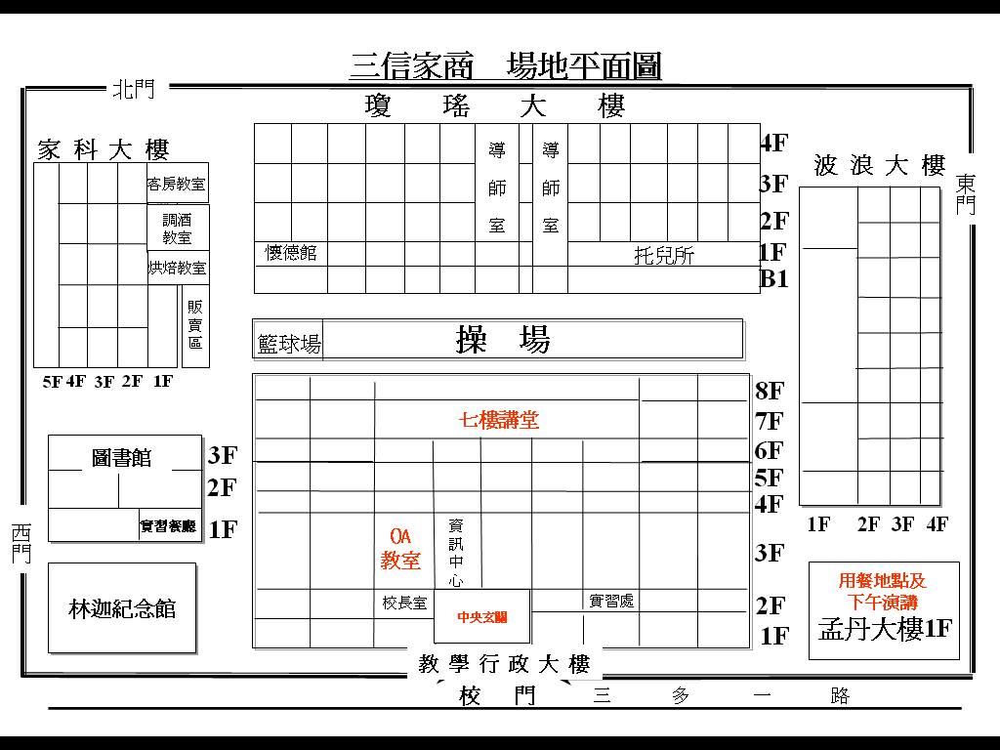 三信家商　場地平面圖
北門
瓊瑤大樓
家科大樓
客房教室
調酒
教室
烘焙教室
販賣區
5F 4F 3F 2F 1F
導師室
導師室
4F
3F
2F
1F
B1
懷德館
托兒所
波浪大樓
東門
1F 2F 3F 4F
籃球場
操場
8F
7F
6F
5F
4F
3F
2F
1F
七樓講堂
OA
教室
資訊中心
校長室
中央玄關
實習處
圖書館
實習餐廳
3F
2F
1F
西門
林迦紀念館
用餐地點及
下午演講
孟丹大樓1F
教學行政大樓
校門
三多一路